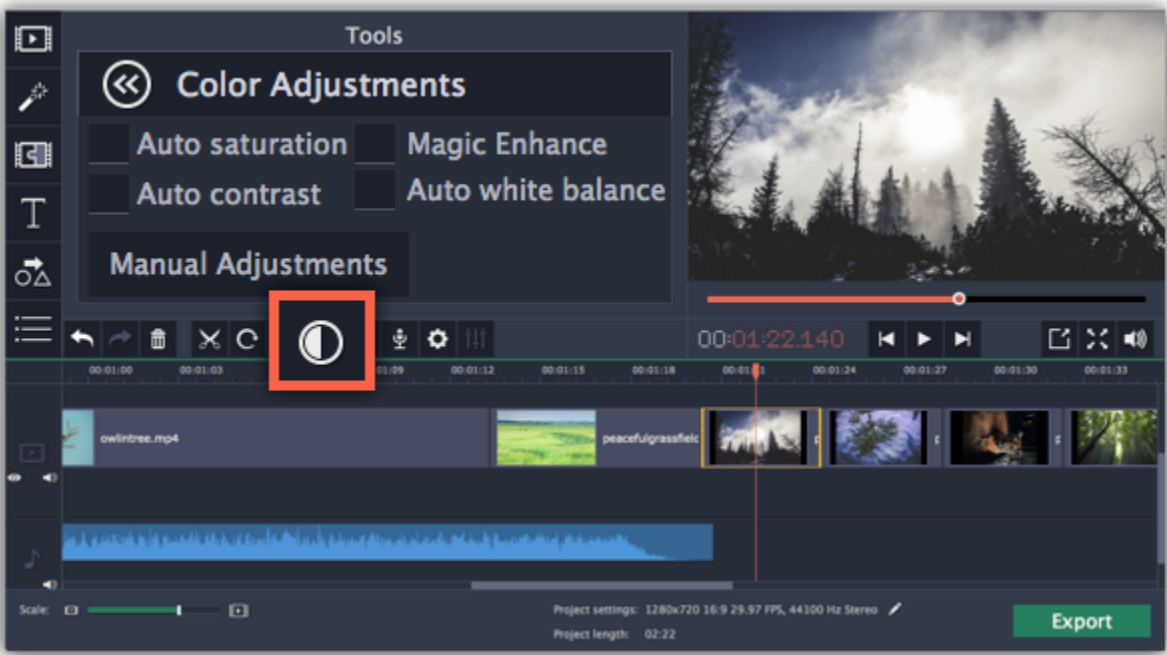 Tools
Color Adjustments
Auto saturation
Magic Enhance
Auto contrast
Auto white balance
Manual Adjustments
T
00:01:22.140
00:01:00 00:01:03 00:01:12 00:01:15 00:01:18 00:01:24 00:01:27 00:01:30 00:01:33
owlintree.mp4
peacefulgrassfield
Scale:
Project settings: 1280x720 16:9 29.97 FPS, 44100 Hz Stereo
Project length: 02:22
Export